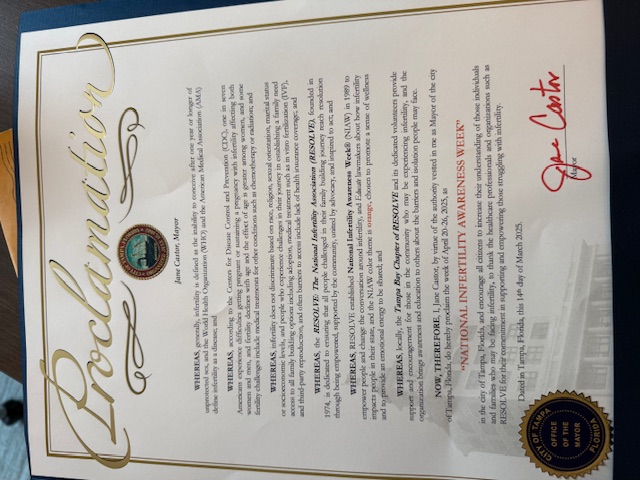 Proclamation
Jane Castor, Mayor
WHEREAS, generally, infertility is defined as the inability to conceive after one year or longer of
unprotected sex, and the World Health Organization (WHO) and the American Medical Association (AMA)
define infertility as a disease; and
WHEREAS, according to the Centers for Disease Control and Prevention (CDC), one in seven
Americans experience difficulties getting pregnant or sustaining a pregnancy with infertility affecting both
women and men, and fertility declines with age and the effect of age is greater among women, and some
fertility challenges include medical treatments for other conditions such as chemotherapy or radiation; and
WHEREAS, infertility does not discriminate based on race, religion, sexual orientation, marital status
or socioeconomic levels, and people who experience challenges in their journey in establishing a family need
access to all family building options including adoption, medical treatment such as in vitro fertilization (IVF),
and third-party reproduction, and often barriers to access include lack of health insurance coverage; and
WHEREAS, the RESOLVE: The National Infertility Association (RESOLVE), founded in
1974, is dedicated to ensuring that all people challenged in their family building journey reach resolution
through being empowered, supported by the community, united by advocacy, and inspired to act; and
WHEREAS, RESOLVE established National Infertility Awareness Week® (NIAW) in 1989 to
empower people and change the conversation around infertility, and Educate lawmakers about how infertility
impacts people in their state, and the NIAW color theme is orange, chosen to promote a sense of wellness
and to provide an emotional energy to be shared; and
WHEREAS, locally, the Tampa Bay Chapter of RESOLVE and its dedicated volunteers provide
support and encouragement for those in the community who may be experiencing infertility, and the
organization brings awareness and education to others about the barriers and isolation people may face.
NOW, THEREFORE, I, Jane Castor, by virtue of the authority vested in me as Mayor of the city
of Tampa, Florida, do hereby proclaim the week of April 20-26, 2025, as
"NATIONAL INFERTILITY AWARENESS WEEK"
in the city of Tampa, Florida, and encourage all citizens to increase their understanding of those individuals
and families who may be facing infertility, to thank the healthcare professionals and organizations such as
RESOLVE for their commitment in supporting and empowering those struggling with infertility.
Dated in Tampa, Florida, this 14th day of March 2025.
Jane Castor
Mayor
CITY OF TAMPA
OFFICE
OF THE
MAYOR
FLORIDA